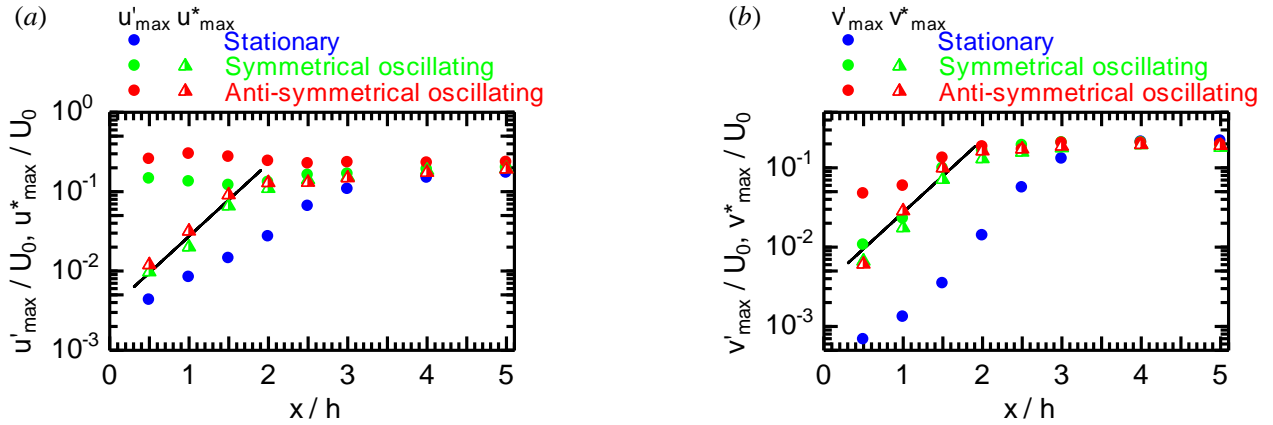 (a)
u'max u*max
Stationary
Symmetrical oscillating
Anti-symmetrical oscillating
10^0
10^-1
10^-2
10^-3
u'max / U0, u*max / U0
0 1 2 3 4 5
x / h
(b)
v'max v*max
Stationary
Symmetrical oscillating
Anti-symmetrical oscillating
10^-1
10^-2
10^-3
v'max / U0, v*max / U0
0 1 2 3 4 5
x / h